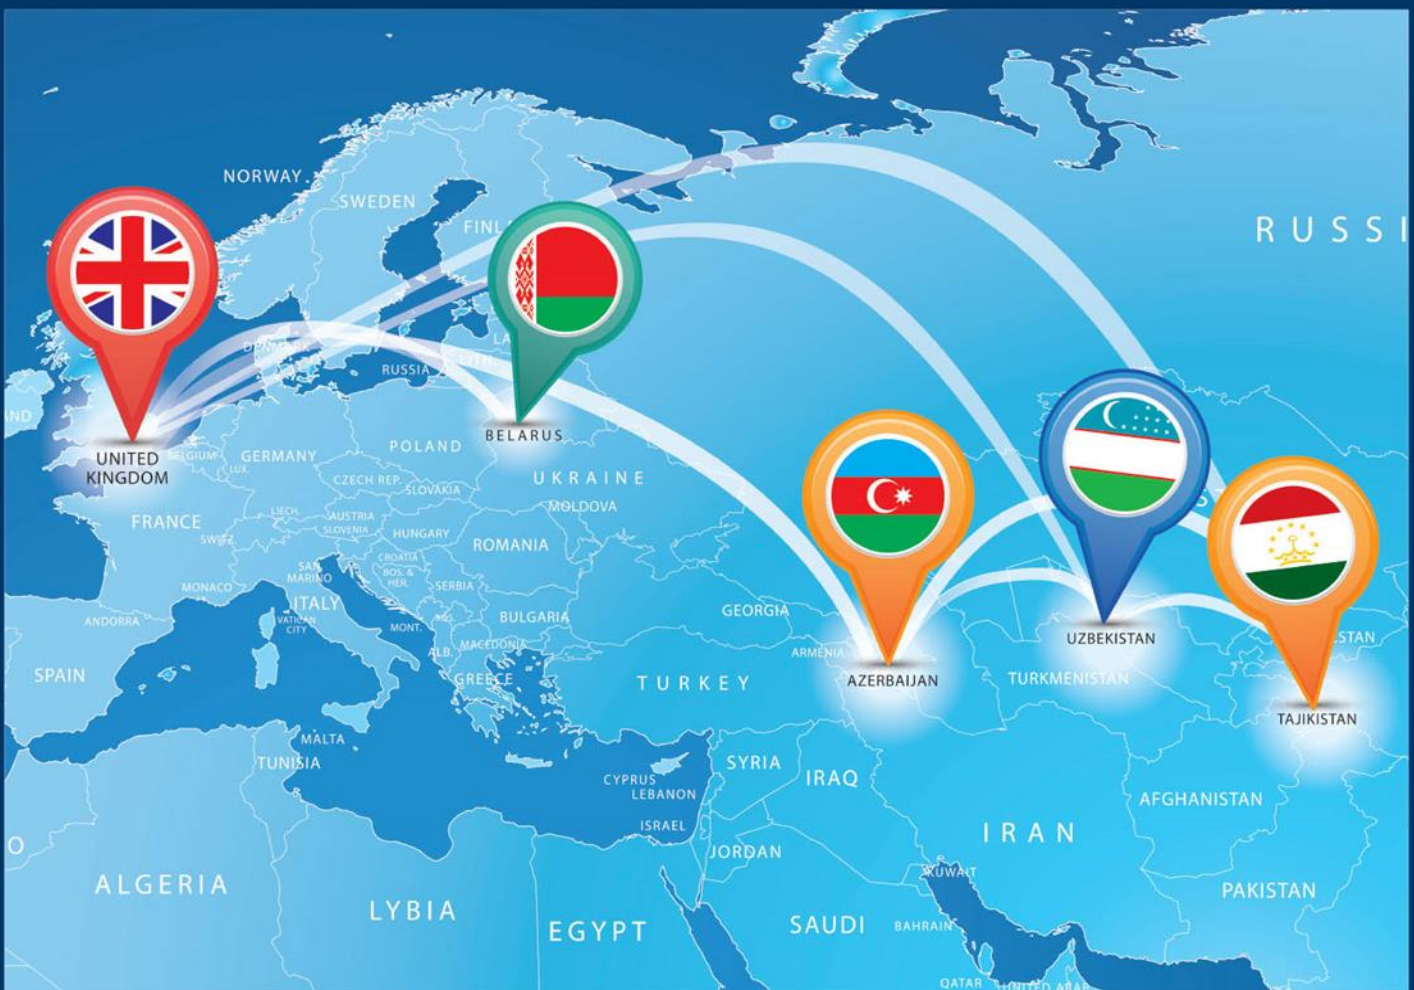 NORWAY
SWEDEN
RUSSIA
UNITED
KINGDOM
BELGIUM
LUX.
GERMANY
POLAND
BELARUS
CZECH REP.
SLOVAKIA
UKRAINE
MOLDOVA
FRANCE
LIECH.
AUSTRIA
SLOVENIA
HUNGARY
ROMANIA
CROATIA
BOS. &
HER.
SAN
MARINO
MONACO
SERBIA
ITALY
VATICAN
CITY
ANDORRA
MONT.
BULGARIA
ALB.
MACEDONIA
GREECE
SPAIN
TURKEY
GEORGIA
ARMENIA
AZERBAIJAN
UZBEKISTAN
TURKMENISTAN
TAJIKISTAN
MALTA
TUNISIA
CYPRUS
LEBANON
SYRIA
IRAQ
ISRAEL
JORDAN
IRAN
AFGHANISTAN
PAKISTAN
KUWAIT
ALGERIA
LYBIA
EGYPT
SAUDI
BAHRAIN
QATAR
UNITED ARAB
RUSSI
DENMARK